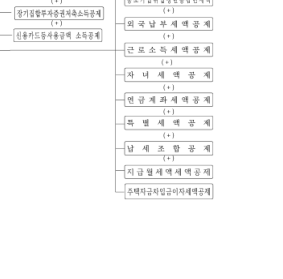 (+)
장기집합투자증권저축소득공제
(+)
신용카드등사용금액 소득공제
(+)
외국납부세액공제
(+)
근로소득세액공제
(+)
자녀세액공제
(+)
연금계좌세액공제
(+)
특별세액공제
(+)
납세조합공제
(+)
지급월세액세액공제
주택자금차입금이자세액공제